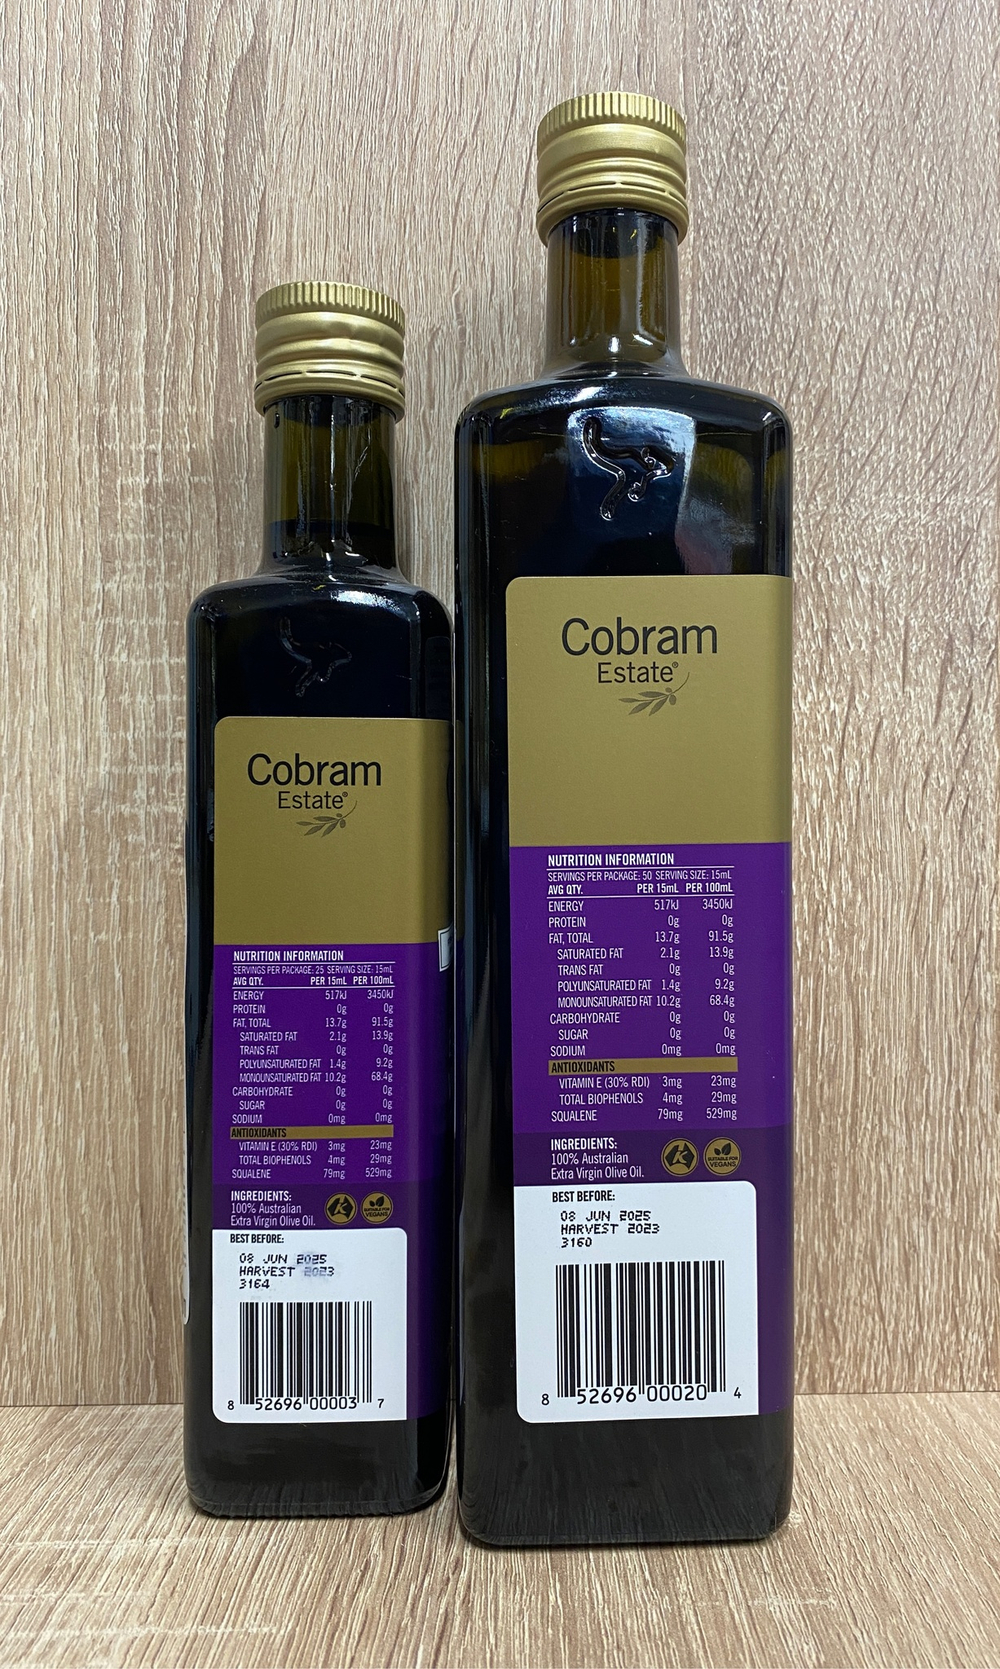 Cobram
Estate®
NUTRITION INFORMATION
SERVINGS PER PACKAGE: 25 SERVING SIZE: 15mL
AVG QTY. PER 15mL PER 100mL
ENERGY 517kJ 3450kJ
PROTEIN 0g 0g
FAT, TOTAL 13.7g 91.5g
SATURATED FAT 2.1g 13.9g
TRANS FAT 0g 0g
POLYUNSATURATED FAT 1.4g 9.2g
MONOUNSATURATED FAT 10.2g 68.4g
CARBOHYDRATE 0g 0g
SUGAR 0g 0g
SODIUM 0mg 0mg
ANTIOXIDANTS
VITAMIN E (30% RDI) 3mg 23mg
TOTAL BIOPHENOLS 4mg 29mg
SQUALENE 79mg 529mg
INGREDIENTS:
100% Australian
Extra Virgin Olive Oil.
K
SUITABLE FOR
VEGANS
BEST BEFORE:
08 JUN 2025
HARVEST 2023
3164
8 52696 00003 7
Cobram
Estate®
NUTRITION INFORMATION
SERVINGS PER PACKAGE: 50 SERVING SIZE: 15mL
AVG QTY. PER 15mL PER 100mL
ENERGY 517kJ 3450kJ
PROTEIN 0g 0g
FAT, TOTAL 13.7g 91.5g
SATURATED FAT 2.1g 13.9g
TRANS FAT 0g 0g
POLYUNSATURATED FAT 1.4g 9.2g
MONOUNSATURATED FAT 10.2g 68.4g
CARBOHYDRATE 0g 0g
SUGAR 0g 0g
SODIUM 0mg 0mg
ANTIOXIDANTS
VITAMIN E (30% RDI) 3mg 23mg
TOTAL BIOPHENOLS 4mg 29mg
SQUALENE 79mg 529mg
INGREDIENTS:
100% Australian
Extra Virgin Olive Oil.
K
SUITABLE FOR
VEGANS
BEST BEFORE:
08 JUN 2025
HARVEST 2023
3160
8 52696 00020 4